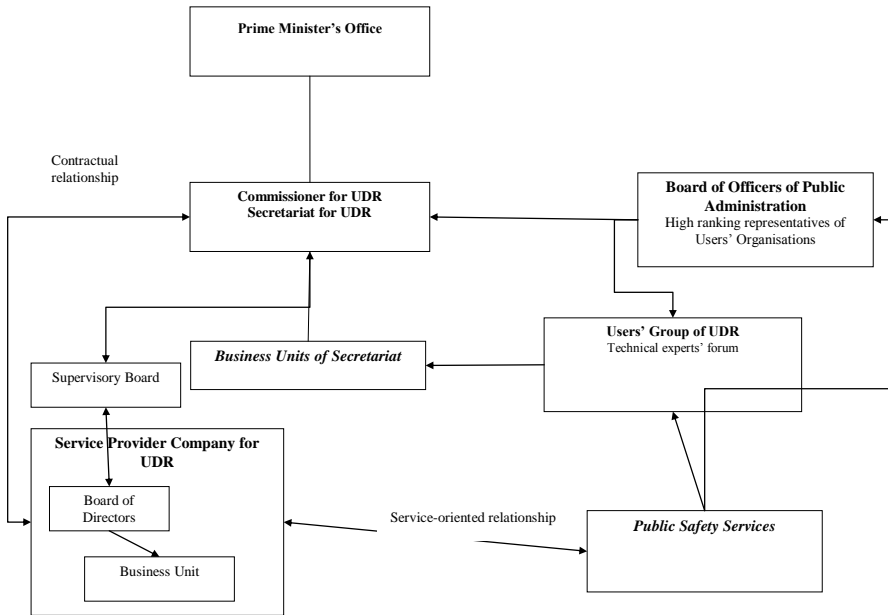 Prime Minister’s Office
Contractual
relationship
Commissioner for UDR
Secretariat for UDR
Board of Officers of Public
Administration
High ranking representatives of
Users’ Organisations
Users’ Group of UDR
Technical experts’ forum
Business Units of Secretariat
Supervisory Board
Service Provider Company for
UDR
Board of
Directors
Business Unit
Service-oriented relationship
Public Safety Services